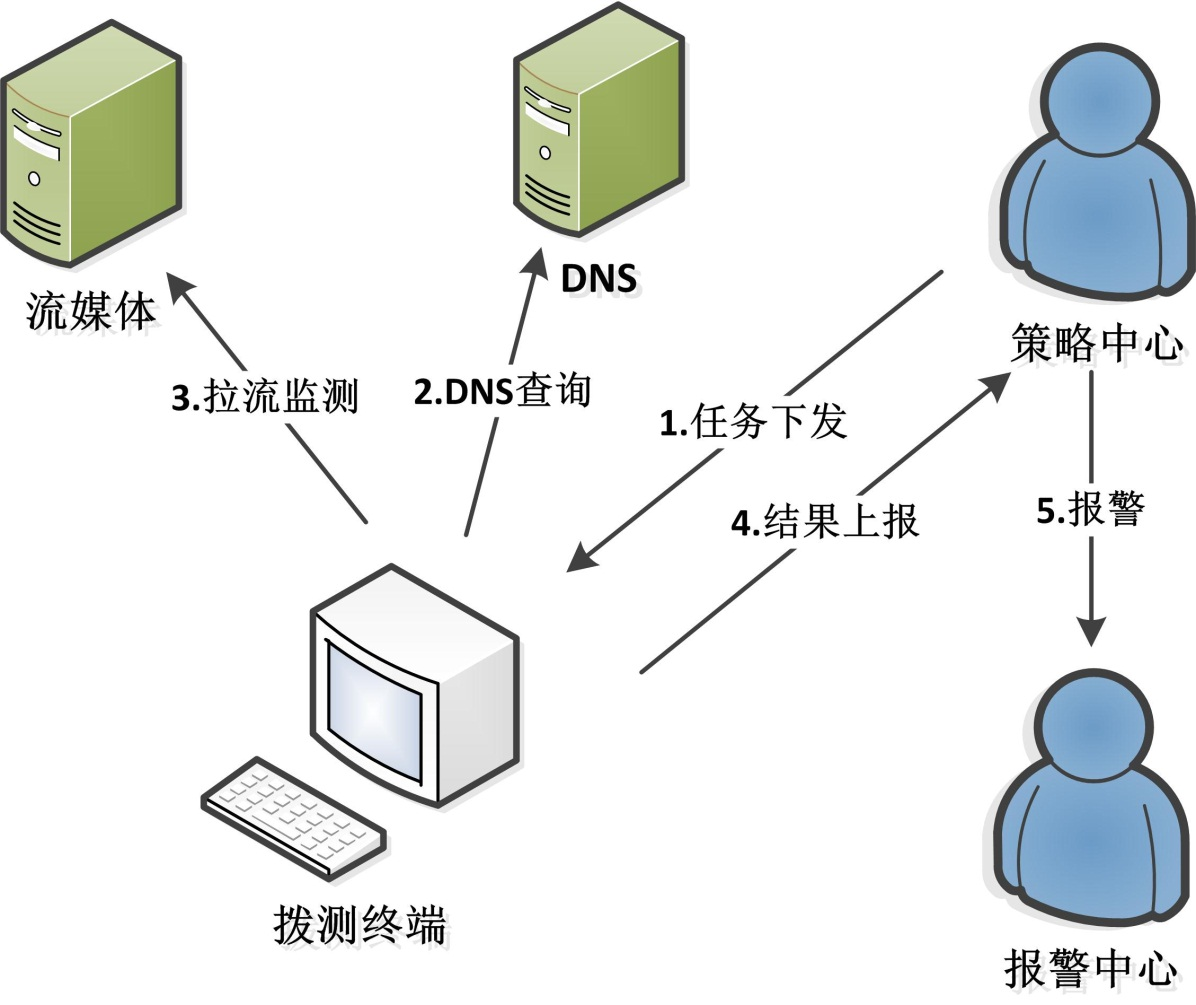 DNS
流媒体
策略中心
3.拉流监测
2.DNS查询
1.任务下发
4.结果上报
5.报警
拨测终端
报警中心